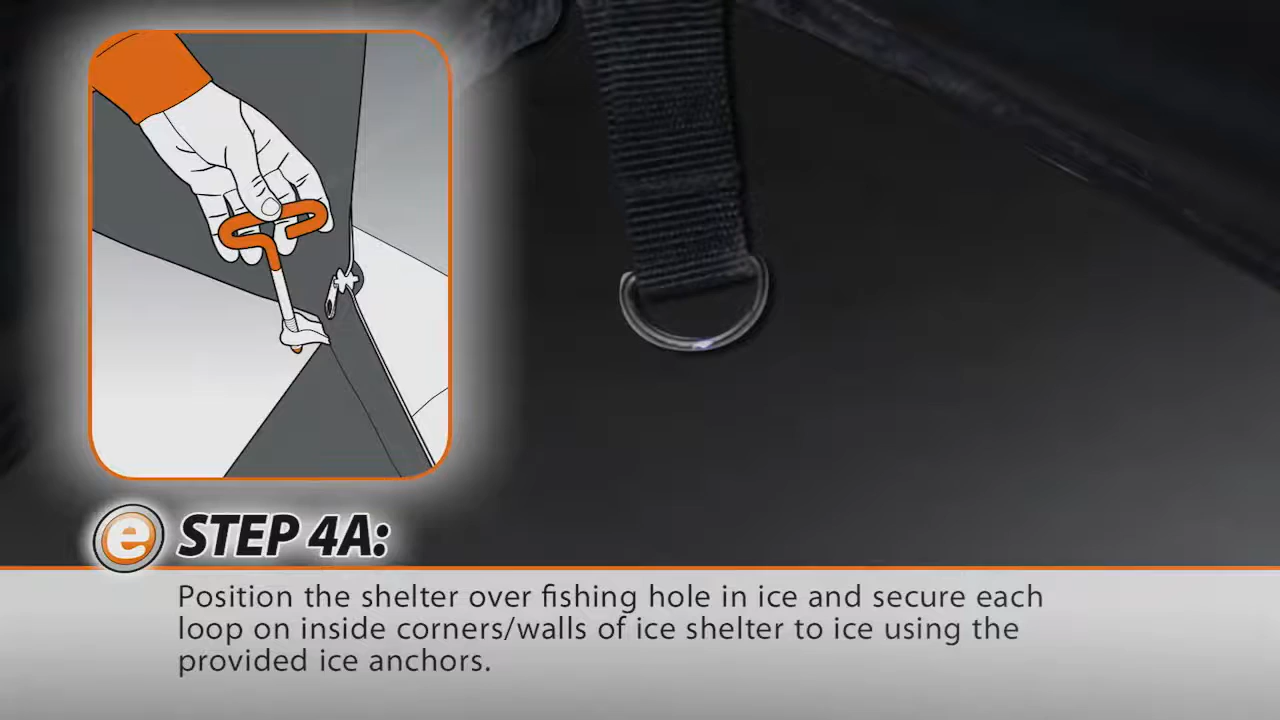 e STEP 4A:
Position the shelter over fishing hole in ice and secure each
loop on inside corners/walls of ice shelter to ice using the
provided ice anchors.